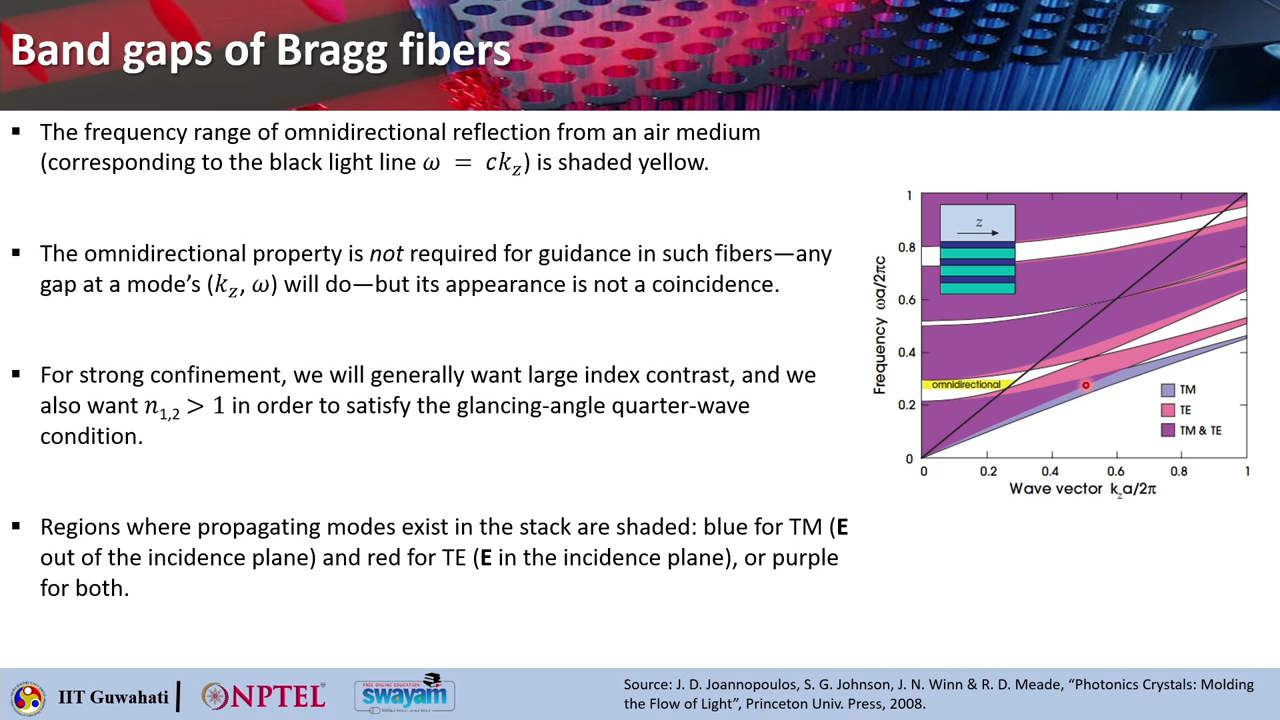 Band gaps of Bragg fibers
▪ The frequency range of omnidirectional reflection from an air medium
(corresponding to the black light line ω = ck_z) is shaded yellow.
▪ The omnidirectional property is not required for guidance in such fibers—any
gap at a mode's (k_z, ω) will do—but its appearance is not a coincidence.
▪ For strong confinement, we will generally want large index contrast, and we
also want n_1,2 > 1 in order to satisfy the glancing-angle quarter-wave
condition.
▪ Regions where propagating modes exist in the stack are shaded: blue for TM (E
out of the incidence plane) and red for TE (E in the incidence plane), or purple
for both.
Frequency ωa/2πc
1
0.8
0.6
0.4
0.2
0
z
omnidirectional
TM
TE
TM & TE
0 0.2 0.4 0.6 0.8 1
Wave vector k_z a/2π
IIT Guwahati
NPTEL
FREE ONLINE EDUCATION
swayam
Source: J. D. Joannopoulos, S. G. Johnson, J. N. Winn & R. D. Meade, “Photonics Crystals: Molding
the Flow of Light”, Princeton Univ. Press, 2008.